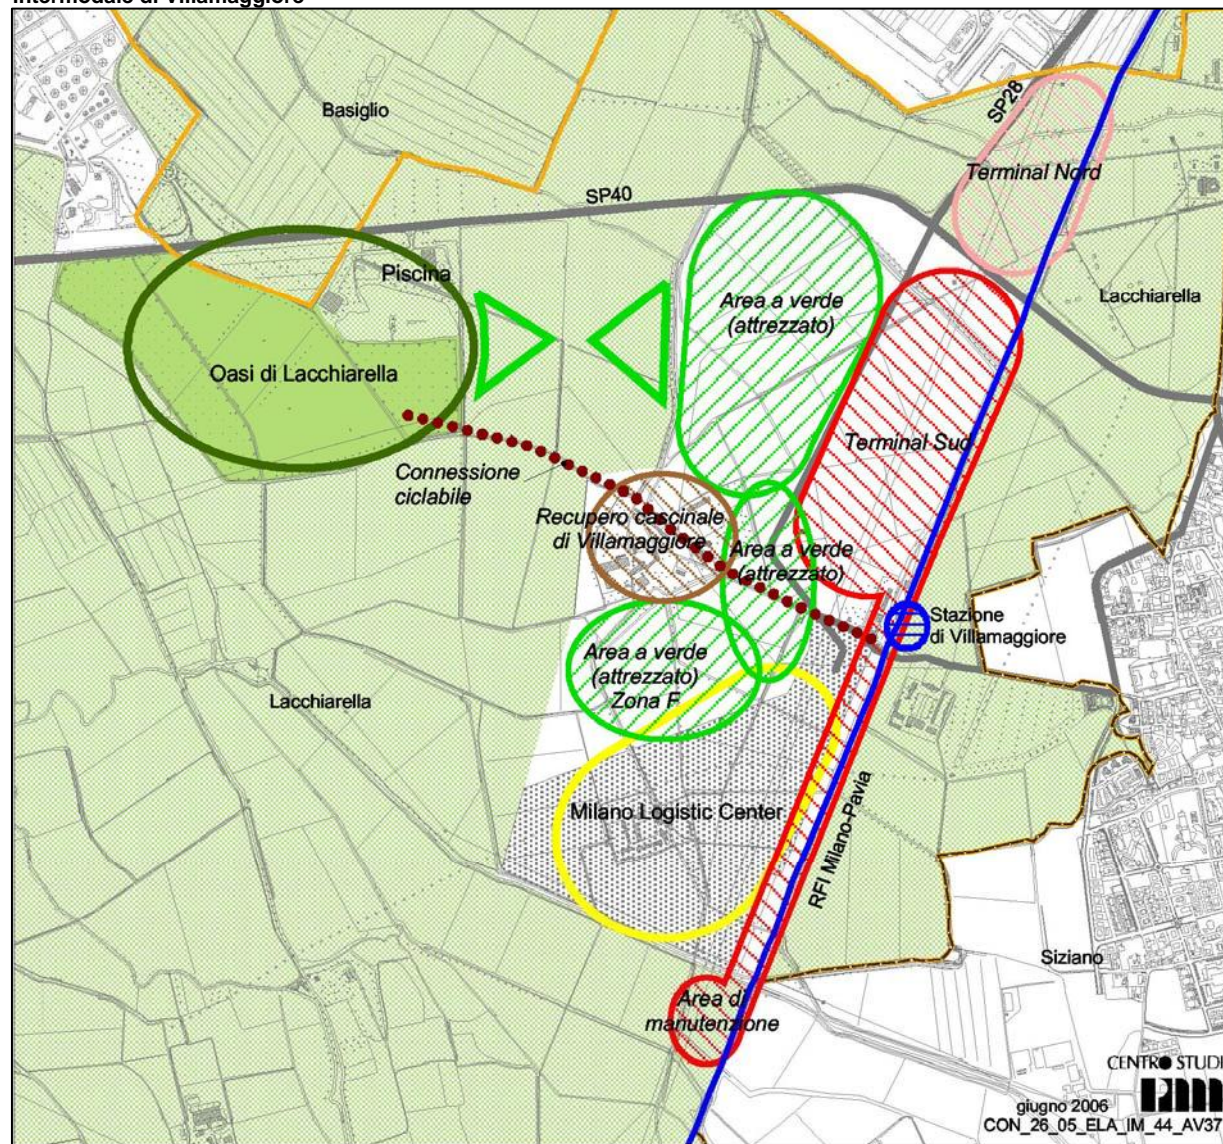 Intermodale di Villamaggiore
Basiglio
SP28
Terminal Nord
SP40
Piscina
Area a verde
(attrezzato)
Lacchiarella
Oasi di Lacchiarella
Terminal Sud
Connessione
ciclabile
Recupero cascinale
di Villamaggiore
Area a verde
(attrezzato)
Stazione
di Villamaggiore
Area a verde
(attrezzato)
Zona F
Lacchiarella
Milano Logistic Center
RFI Milano-Pavia
Siziano
Area di
manutenzione
CENTRO STUDI
PIM
giugno 2006
CON_26_05_ELA_IM_44_AV37